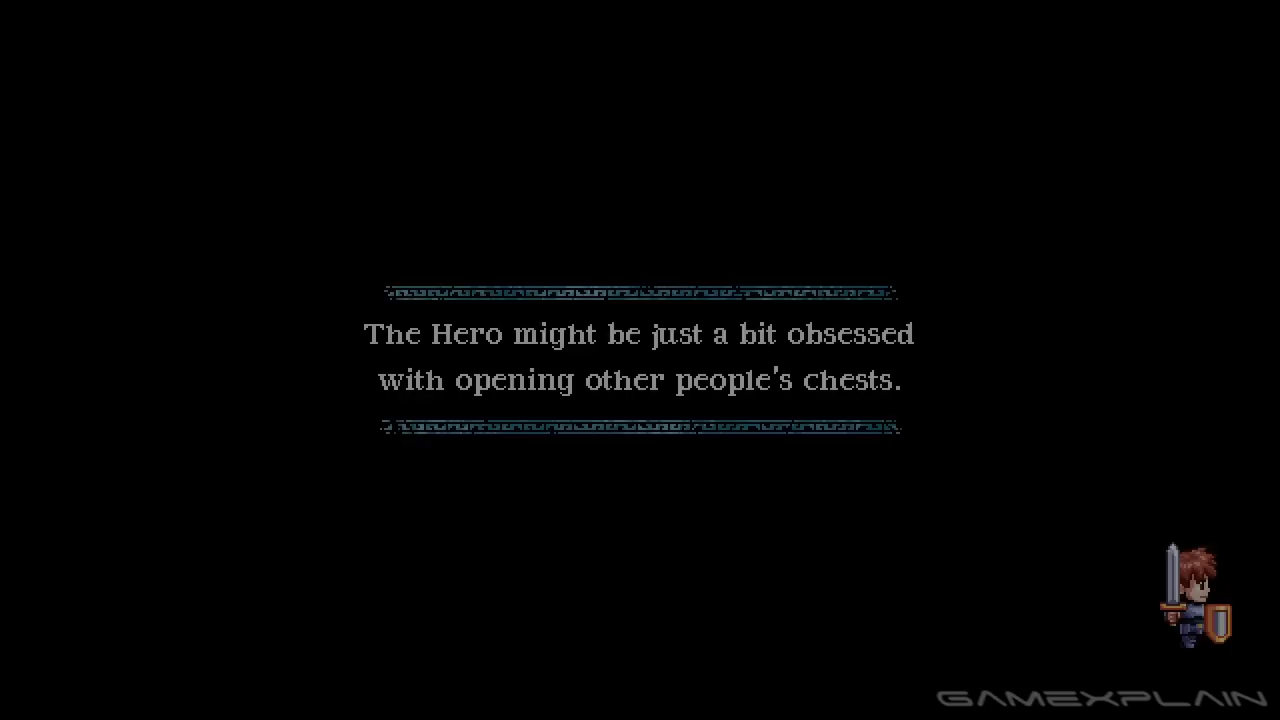 The Hero might be just a bit obsessed
with opening other people's chests.
GAMEXPLAIN